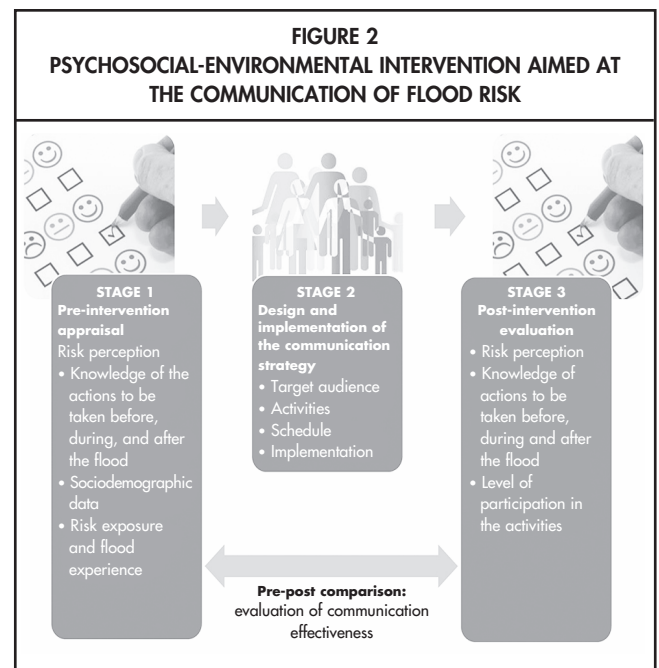 FIGURE 2
PSYCHOSOCIAL-ENVIRONMENTAL INTERVENTION AIMED AT
THE COMMUNICATION OF FLOOD RISK
STAGE 1
Pre-intervention
appraisal
Risk perception
• Knowledge of the
actions to be
taken before,
during, and after
the flood
• Sociodemographic
data
• Risk exposure
and flood
experience
STAGE 2
Design and
implementation of
the communication
strategy
• Target audience
• Activities
• Schedule
• Implementation
STAGE 3
Post-intervention
evaluation
• Risk perception
• Knowledge of
actions to be
taken before,
during and after
the flood
• Level of
participation in
the activities
Pre-post comparison:
evaluation of communication
effectiveness